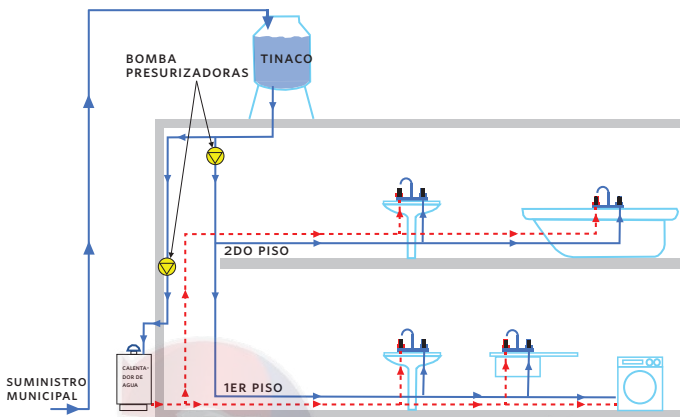 TINACO
BOMBA
PRESURIZADORAS
2DO PISO
CALENTA-
DOR DE
AGUA
1ER PISO
SUMINISTRO
MUNICIPAL